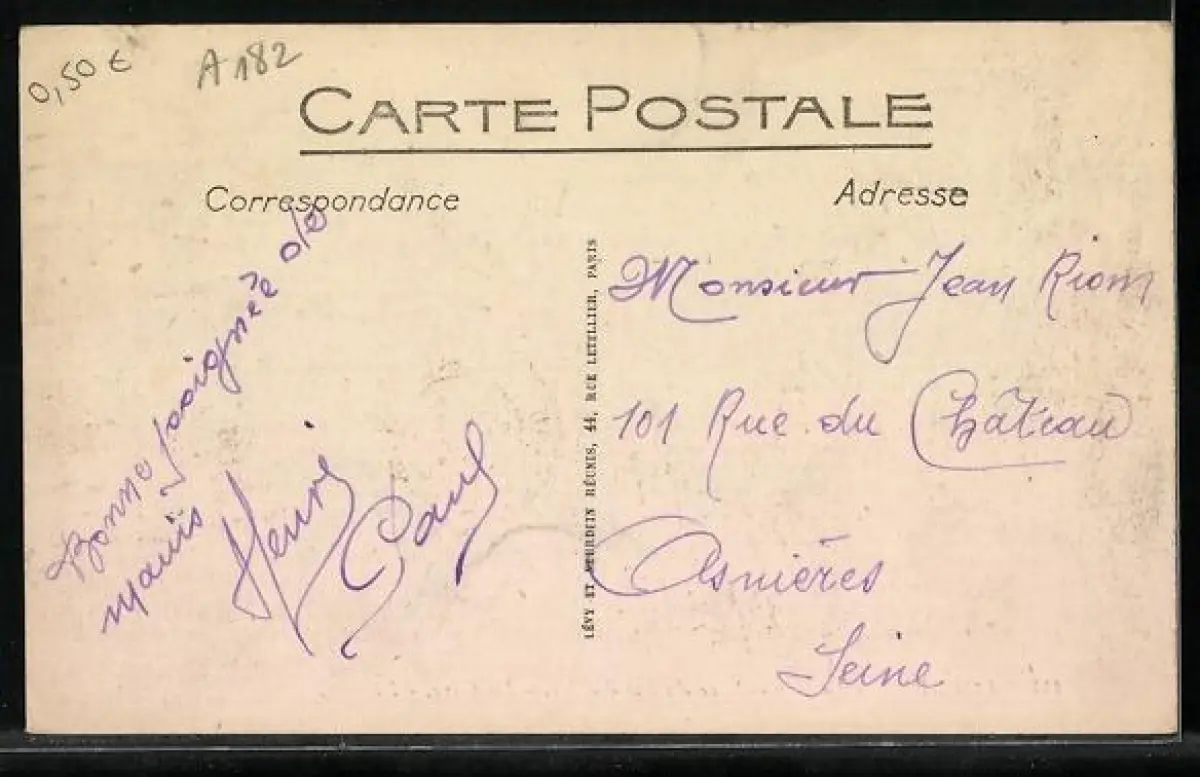 0,50 €
A 182
CARTE POSTALE
Correspondance
Adresse
Bonne poignée de
mains
Henri
Paul
LÉVY ET NEURDEIN RÉUNIS, 44, RUE LETELLIER, PARIS
Monsieur Jean Riom
101 Rue du Château
Asnières
Seine